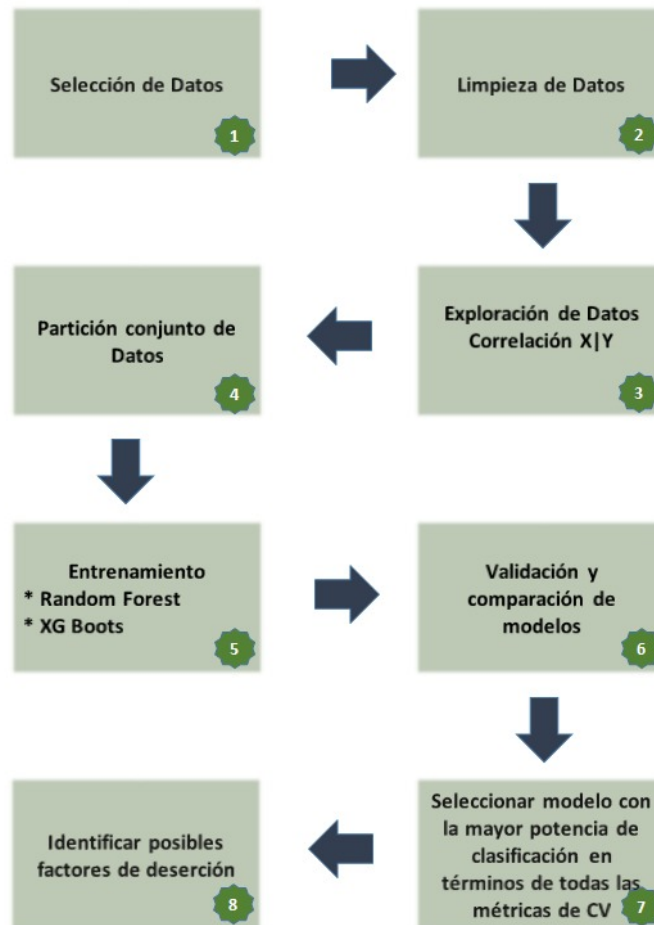 Selección de Datos
1
Limpieza de Datos
2
Exploración de Datos
Correlación X|Y
3
Partición conjunto de
Datos
4
Entrenamiento
* Random Forest
* XG Boots
5
Validación y
comparación de
modelos
6
Seleccionar modelo con
la mayor potencia de
clasificación en
términos de todas las
métricas de CV
7
Identificar posibles
factores de deserción
8